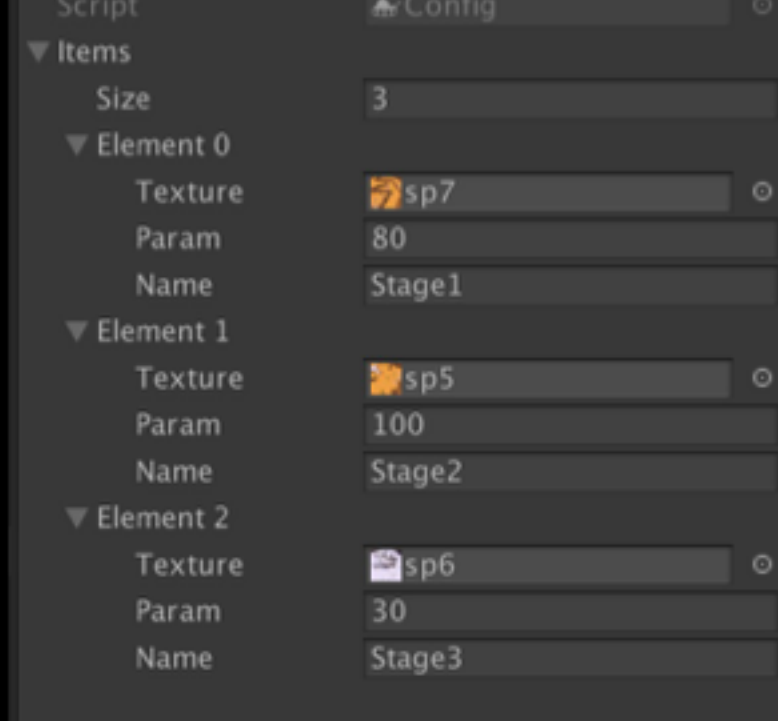 Script Config
Items
Size 3
Element 0
Texture sp7
Param 80
Name Stage1
Element 1
Texture sp5
Param 100
Name Stage2
Element 2
Texture sp6
Param 30
Name Stage3